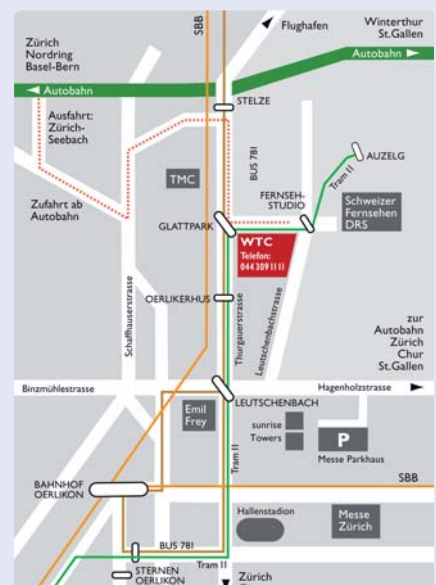 SBB
Flughafen
Winterthur
St.Gallen
Zürich
Nordring
Basel-Bern
Autobahn
Autobahn
Ausfahrt:
Zürich-
Seebach
STELZE
BUS 781
Tram 11
AUZELG
TMC
FERNSEH-
STUDIO
Schweizer
Fernsehen
DRS
Zufahrt ab
Autobahn
GLATTPARK
WTC
Telefon:
044 309 11 11
OERLIKERHUS
Schaffhauserstrasse
Thurgauerstrasse
Leutschenbachstrasse
zur
Autobahn
Zürich
Chur
St.Gallen
Binzmühlestrasse
Hagenholzstrasse
LEUTSCHENBACH
Emil
Frey
sunrise
Towers
P
Messe Parkhaus
Tram 11
BAHNHOF
OERLIKON
SBB
Hallenstadion
Messe
Zürich
BUS 781
STERNEN
OERLIKON
Tram 11
Zürich